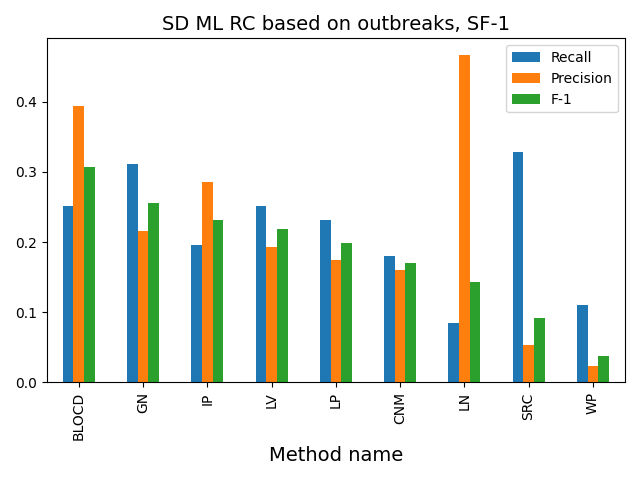 SD ML RC based on outbreaks, SF-1
Recall
Precision
F-1
0.4
0.3
0.2
0.1
0.0
BLOCD
GN
IP
LV
LP
CNM
LN
SRC
WP
Method name